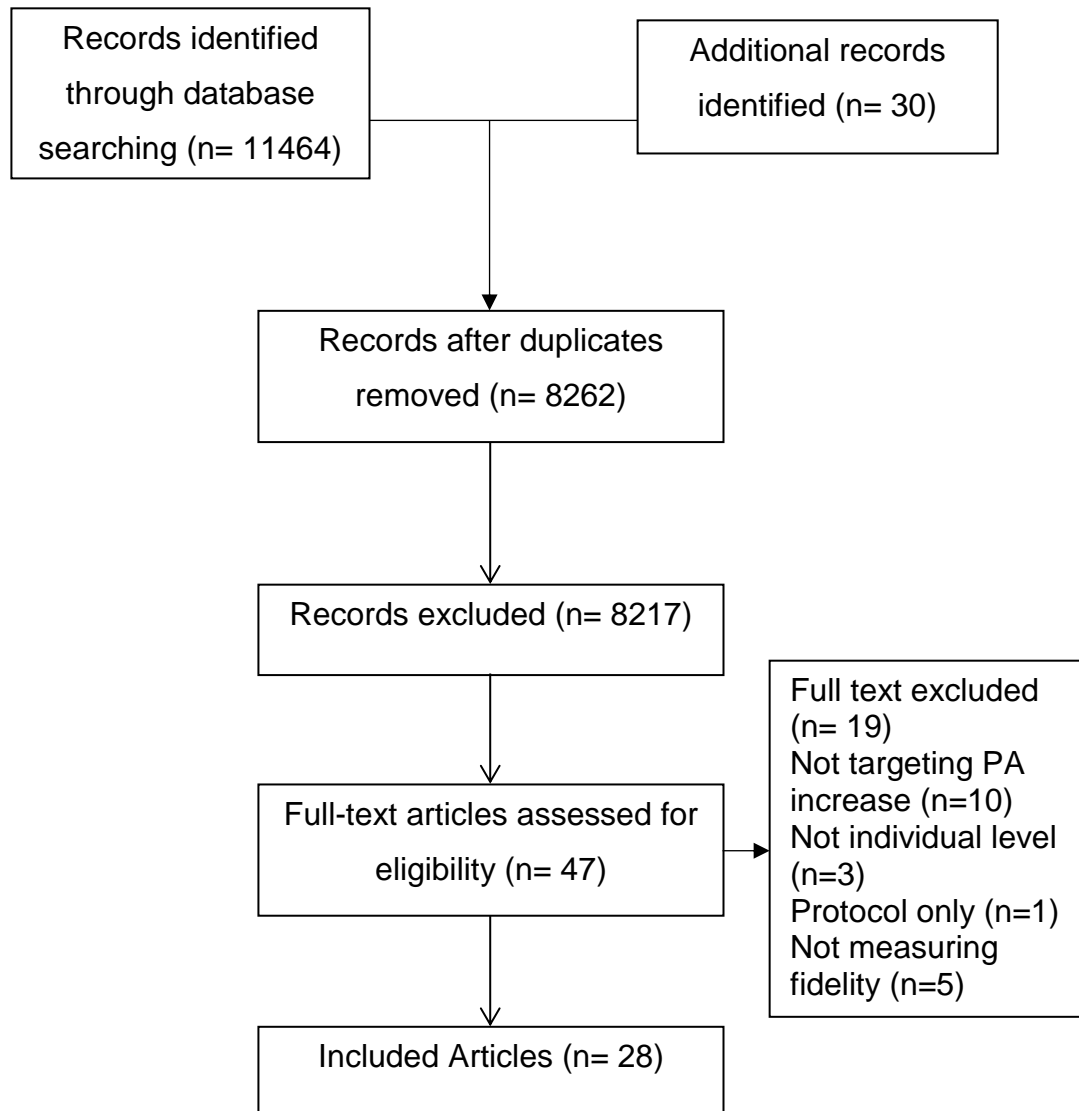 Records identified
through database
searching (n= 11464)
Additional records
identified (n= 30)
Records after duplicates
removed (n= 8262)
Records excluded (n= 8217)
Full-text articles assessed for
eligibility (n= 47)
Full text excluded
(n= 19)
Not targeting PA
increase (n=10)
Not individual level
(n=3)
Protocol only (n=1)
Not measuring
fidelity (n=5)
Included Articles (n= 28)